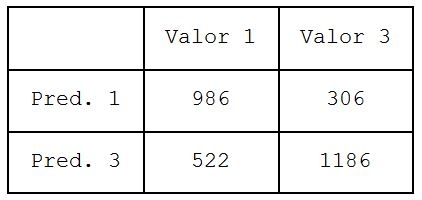 Valor 1 Valor 3
Pred. 1 986 306
Pred. 3 522 1186